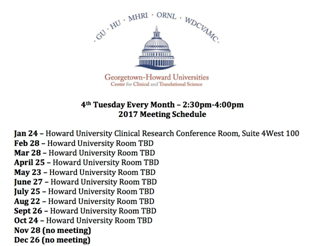 · GU · HU · MHRI · ORNL · WDCVAMC ·
Georgetown-Howard Universities
Center for Clinical and Translational Science
4th Tuesday Every Month – 2:30pm-4:00pm
2017 Meeting Schedule
Jan 24 – Howard University Clinical Research Conference Room, Suite 4West 100
Feb 28 – Howard University Room TBD
Mar 28 – Howard University Room TBD
April 25 – Howard University Room TBD
May 23 – Howard University Room TBD
June 27 – Howard University Room TBD
July 25 – Howard University Room TBD
Aug 22 – Howard University Room TBD
Sept 26 – Howard University Room TBD
Oct 24 – Howard University Room TBD
Nov 28 (no meeting)
Dec 26 (no meeting)